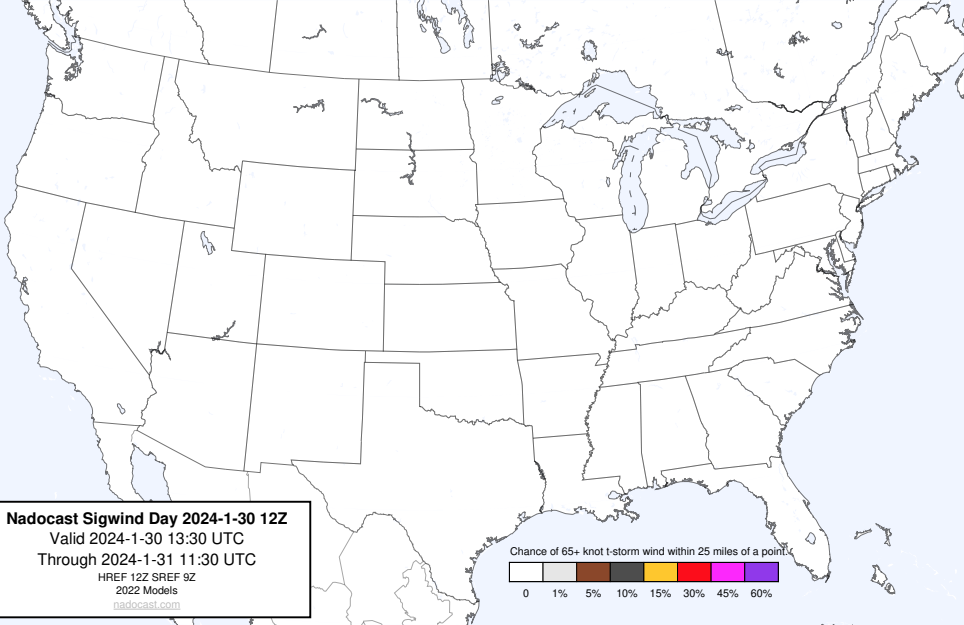 Nadocast Sigwind Day 2024-1-30 12Z
Valid 2024-1-30 13:30 UTC
Through 2024-1-31 11:30 UTC
HREF 12Z SREF 9Z
2022 Models
nadocast.com
Chance of 65+ knot t-storm wind within 25 miles of a point.
0 1% 5% 10% 15% 30% 45% 60%